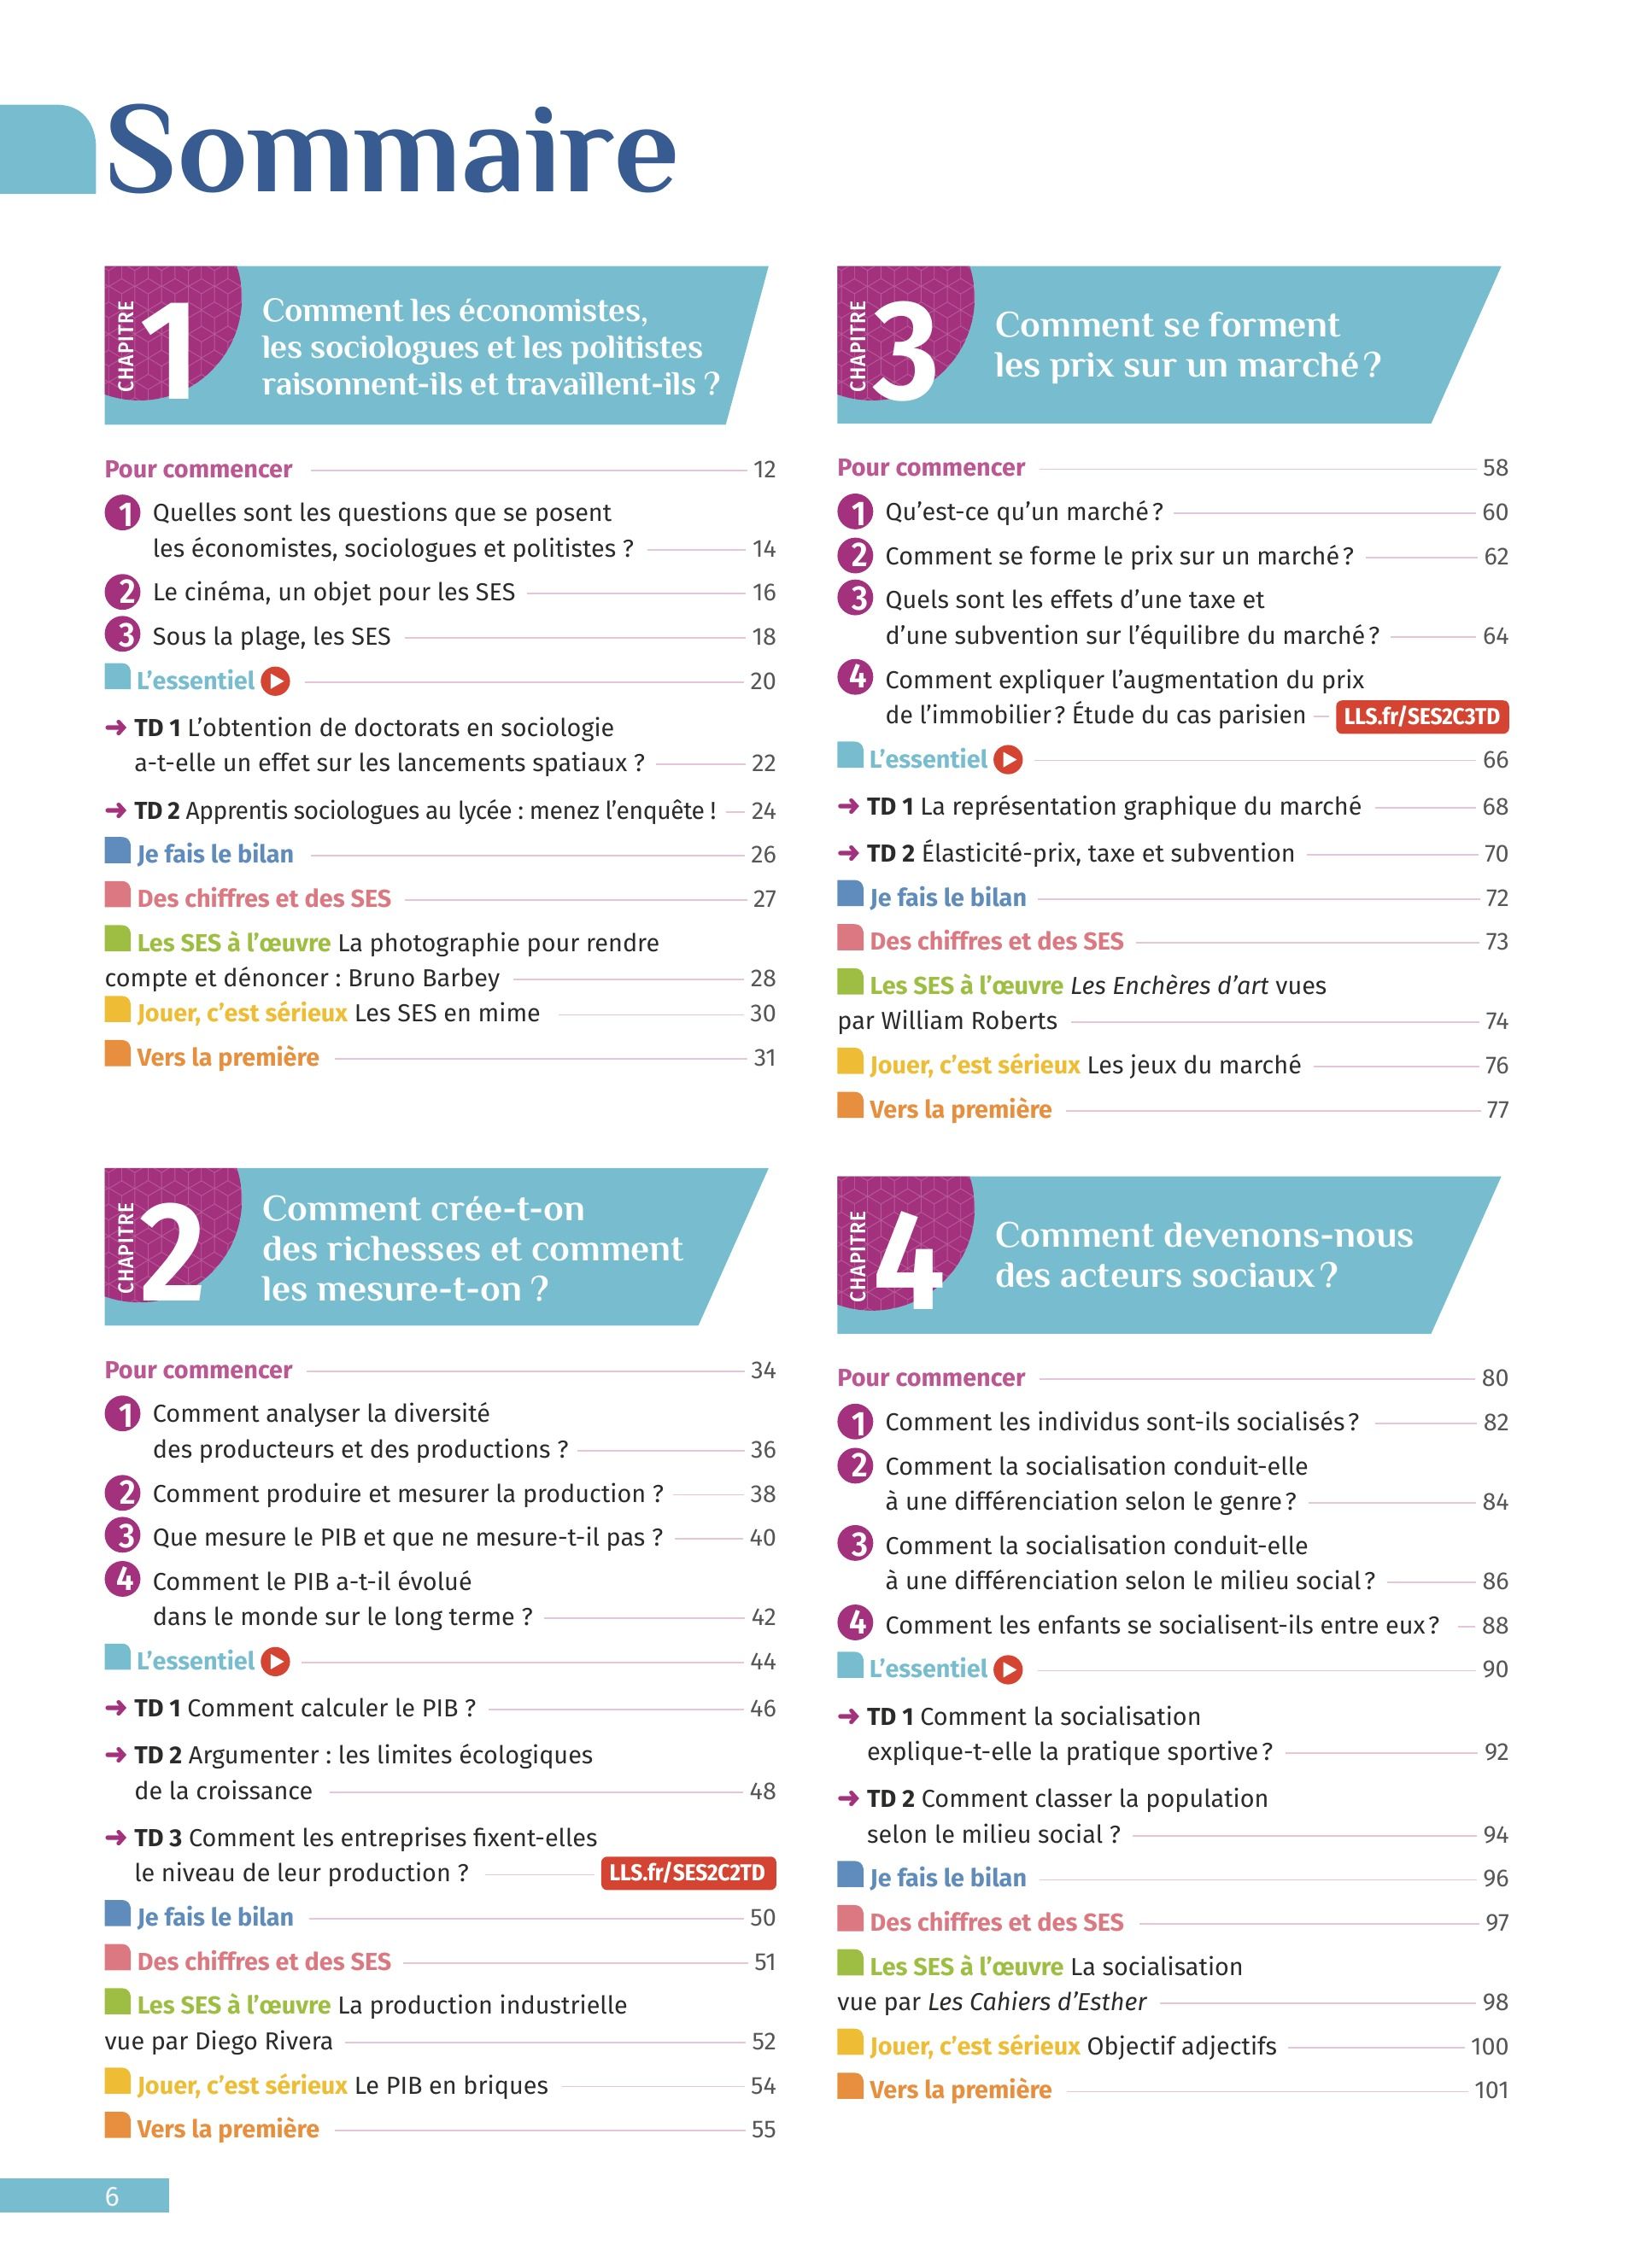 Sommaire
CHAPITRE 1
Comment les économistes,
les sociologues et les politistes
raisonnent-ils et travaillent-ils ?
Pour commencer 12
1 Quelles sont les questions que se posent
les économistes, sociologues et politistes ? 14
2 Le cinéma, un objet pour les SES 16
3 Sous la plage, les SES 18
L'essentiel 20
➜ TD 1 L'obtention de doctorats en sociologie
a-t-elle un effet sur les lancements spatiaux ? 22
➜ TD 2 Apprentis sociologues au lycée : menez l'enquête ! 24
Je fais le bilan 26
Des chiffres et des SES 27
Les SES à l'œuvre La photographie pour rendre
compte et dénoncer : Bruno Barbey 28
Jouer, c'est sérieux Les SES en mime 30
Vers la première 31
CHAPITRE 2
Comment crée-t-on
des richesses et comment
les mesure-t-on ?
Pour commencer 34
1 Comment analyser la diversité
des producteurs et des productions ? 36
2 Comment produire et mesurer la production ? 38
3 Que mesure le PIB et que ne mesure-t-il pas ? 40
4 Comment le PIB a-t-il évolué
dans le monde sur le long terme ? 42
L'essentiel 44
➜ TD 1 Comment calculer le PIB ? 46
➜ TD 2 Argumenter : les limites écologiques
de la croissance 48
➜ TD 3 Comment les entreprises fixent-elles
le niveau de leur production ? LLS.fr/SES2C2TD
Je fais le bilan 50
Des chiffres et des SES 51
Les SES à l'œuvre La production industrielle
vue par Diego Rivera 52
Jouer, c'est sérieux Le PIB en briques 54
Vers la première 55
CHAPITRE 3
Comment se forment
les prix sur un marché ?
Pour commencer 58
1 Qu'est-ce qu'un marché ? 60
2 Comment se forme le prix sur un marché ? 62
3 Quels sont les effets d'une taxe et
d'une subvention sur l'équilibre du marché ? 64
4 Comment expliquer l'augmentation du prix
de l'immobilier ? Étude du cas parisien LLS.fr/SES2C3TD
L'essentiel 66
➜ TD 1 La représentation graphique du marché 68
➜ TD 2 Élasticité-prix, taxe et subvention 70
Je fais le bilan 72
Des chiffres et des SES 73
Les SES à l'œuvre Les Enchères d'art vues
par William Roberts 74
Jouer, c'est sérieux Les jeux du marché 76
Vers la première 77
CHAPITRE 4
Comment devenons-nous
des acteurs sociaux ?
Pour commencer 80
1 Comment les individus sont-ils socialisés ? 82
2 Comment la socialisation conduit-elle
à une différenciation selon le genre ? 84
3 Comment la socialisation conduit-elle
à une différenciation selon le milieu social ? 86
4 Comment les enfants se socialisent-ils entre eux ? 88
L'essentiel 90
➜ TD 1 Comment la socialisation
explique-t-elle la pratique sportive ? 92
➜ TD 2 Comment classer la population
selon le milieu social ? 94
Je fais le bilan 96
Des chiffres et des SES 97
Les SES à l'œuvre La socialisation
vue par Les Cahiers d'Esther 98
Jouer, c'est sérieux Objectif adjectifs 100
Vers la première 101
6